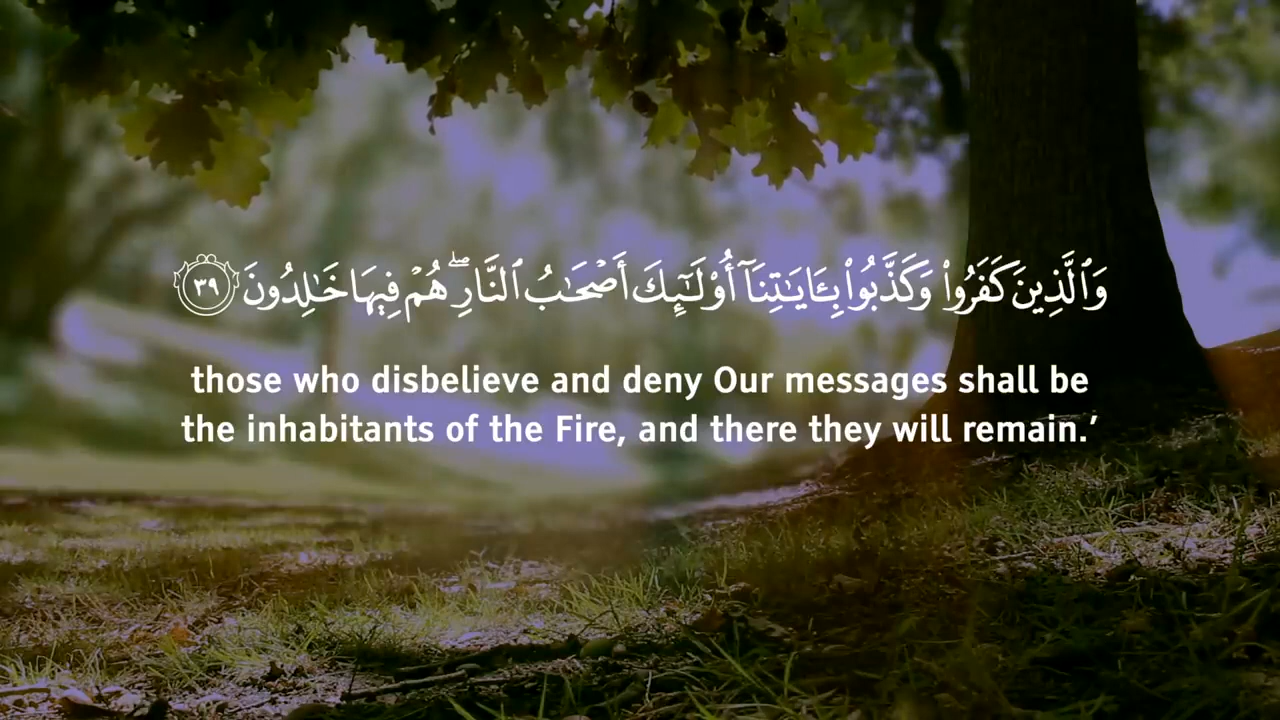 وَٱلَّذِينَ كَفَرُوا۟ وَكَذَّبُوا۟ بِـَٔايَـٰتِنَآ أُو۟لَـٰٓئِكَ أَصْحَـٰبُ ٱلنَّارِ ۖ هُمْ فِيهَا خَـٰلِدُونَ ٣٩
those who disbelieve and deny Our messages shall be
the inhabitants of the Fire, and there they will remain.’